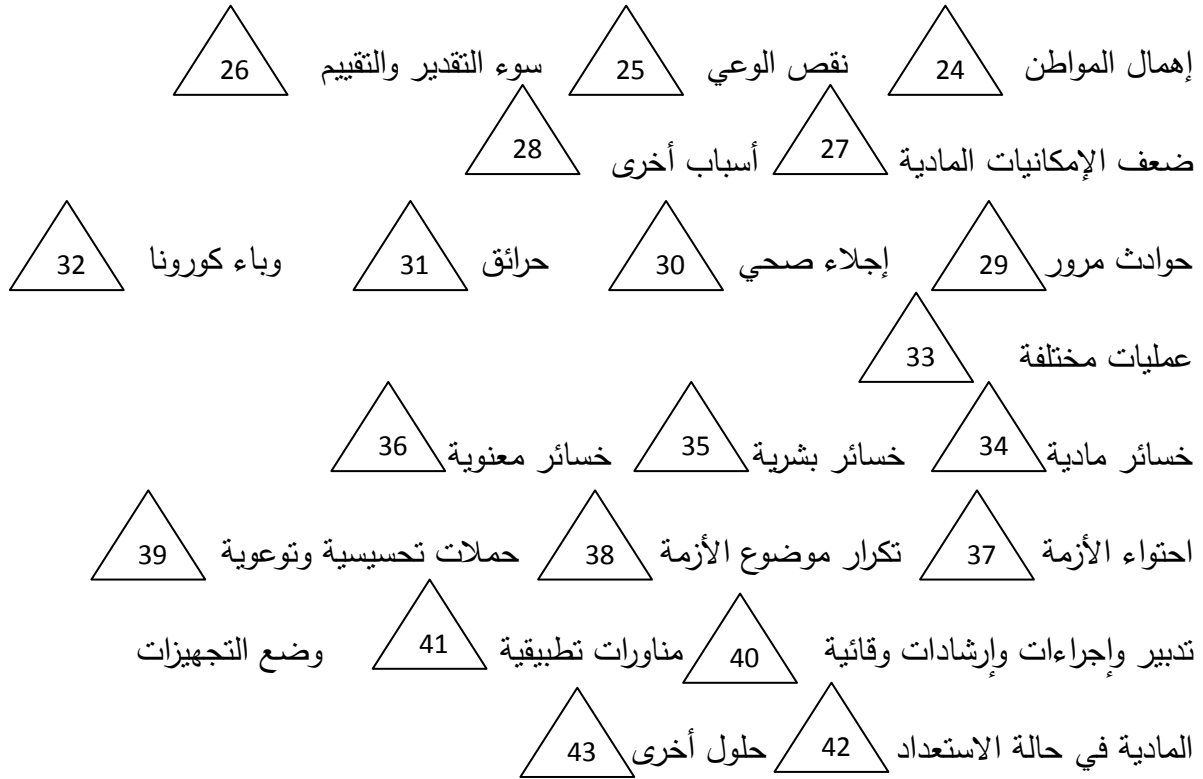 إهمال المواطن 24 نقص الوعي 25 سوء التقدير والتقييم 26
ضعف الإمكانيات المادية 27 أسباب أخرى 28
حوادث مرور 29 إجلاء صحي 30 حرائق 31 وباء كورونا 32
عمليات مختلفة 33
خسائر مادية 34 خسائر بشرية 35 خسائر معنوية 36
احتواء الأزمة 37 تكرار موضوع الأزمة 38 حملات تحسيسية وتوعوية 39
تدبير وإجراءات وإرشادات وقائية 40 مناورات تطبيقية 41 وضع التجهيزات
المادية في حالة الاستعداد 42 حلول أخرى 43